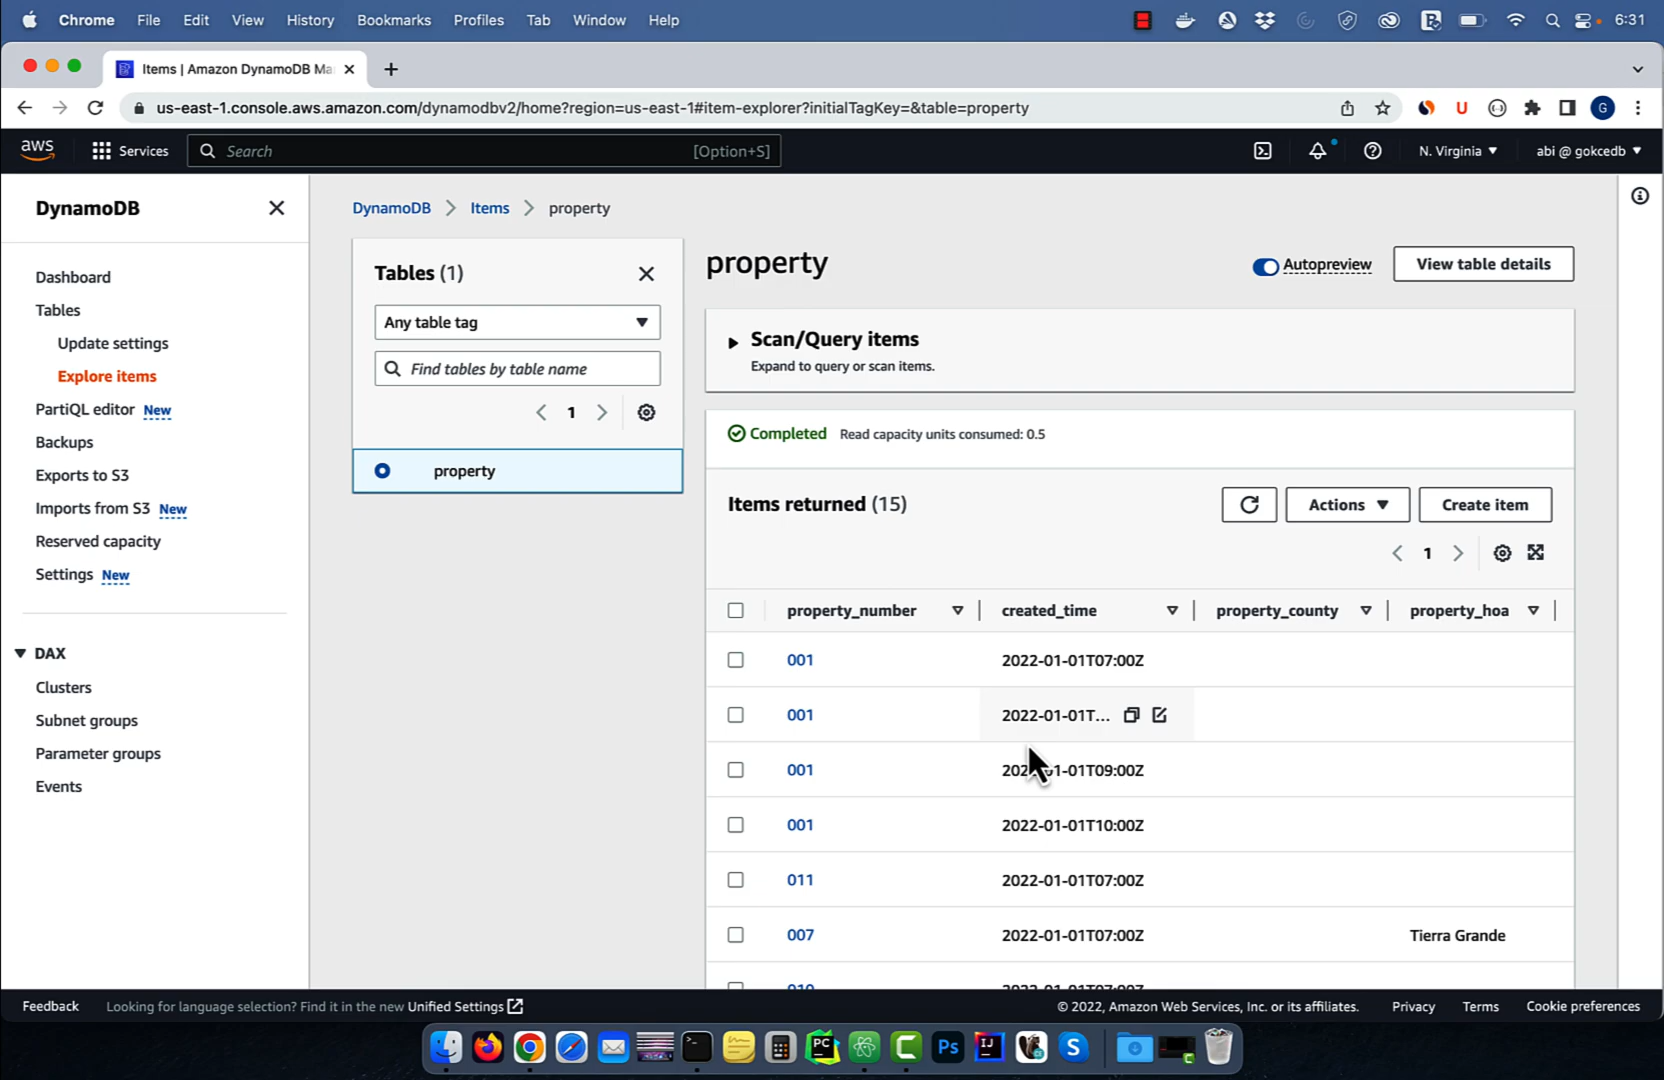 Chrome File Edit View History Bookmarks Profiles Tab Window Help 6:31
Items | Amazon DynamoDB Ma
us-east-1.console.aws.amazon.com/dynamodbv2/home?region=us-east-1#item-explorer?initialTagKey=&table=property U G
aws Services Search [Option+S] N. Virginia abi @ gokcedb
DynamoDB
Dashboard
Tables
Update settings
Explore items
PartiQL editor New
Backups
Exports to S3
Imports from S3 New
Reserved capacity
Settings New
DAX
Clusters
Subnet groups
Parameter groups
Events
DynamoDB Items property
Tables (1)
Any table tag
Find tables by table name
1
property
property
Autopreview View table details
Scan/Query items
Expand to query or scan items.
Completed Read capacity units consumed: 0.5
Items returned (15) Actions Create item
1
property_number created_time property_county property_hoa
001 2022-01-01T07:00Z
001 2022-01-01T...
001 2022-01-01T09:00Z
001 2022-01-01T10:00Z
011 2022-01-01T07:00Z
007 2022-01-01T07:00Z Tierra Grande
Feedback Looking for language selection? Find it in the new Unified Settings © 2022, Amazon Web Services, Inc. or its affiliates. Privacy Terms Cookie preferences
PC Ps IJ